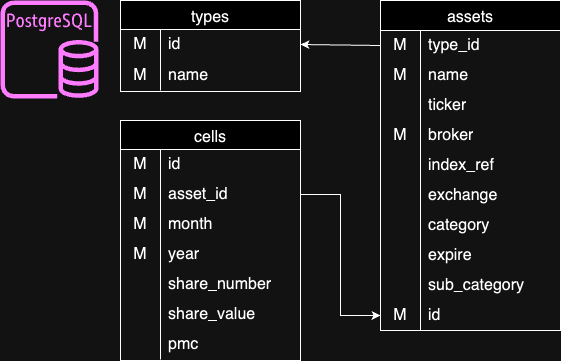 PostgreSQL
types
M id
M name
assets
M type_id
M name
ticker
M broker
index_ref
exchange
category
expire
sub_category
M id
cells
M id
M asset_id
M month
M year
share_number
share_value
pmc